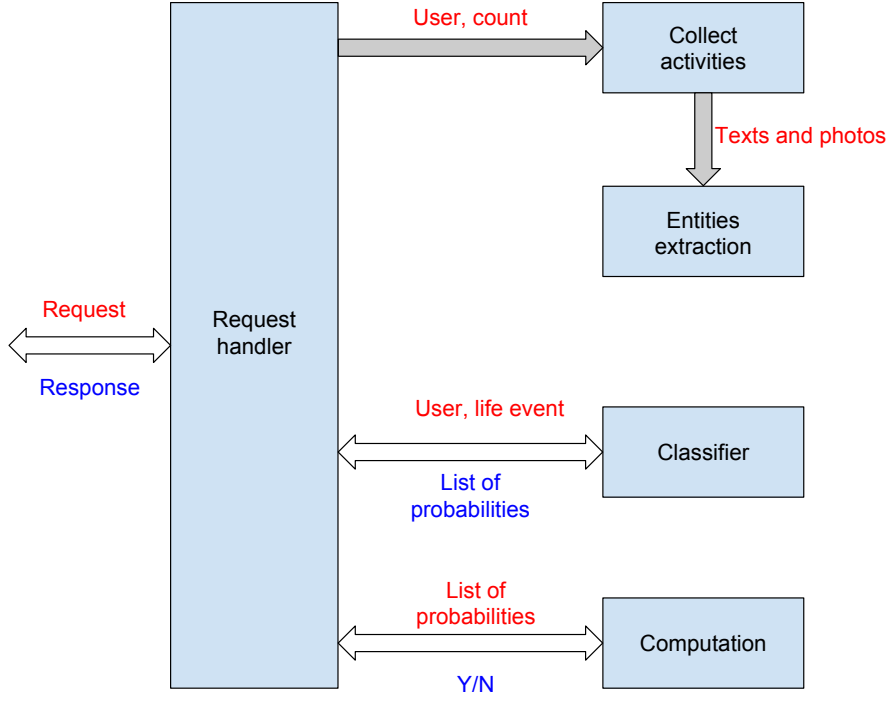 User, count
Collect
activities
Texts and photos
Entities
extraction
Request
Request
handler
Response
User, life event
Classifier
List of
probabilities
List of
probabilities
Computation
Y/N